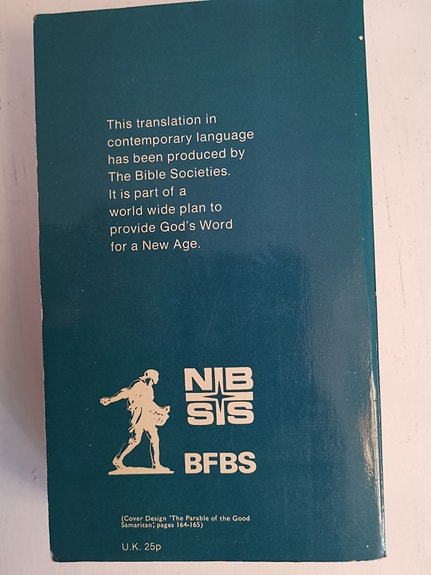 This translation in
contemporary language
has been produced by
The Bible Societies.
It is part of a
world wide plan to
provide God's Word
for a New Age.
NB
SS
BFBS
(Cover Design "The Parable of the Good
Samaritan", pages 164-165)
U.K. 25p